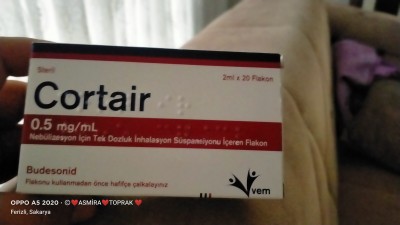 Steril
2ml x 20 Flakon
Cortair
0.5 mg/mL
Nebülizasyon İçin Tek Dozluk İnhalasyon Süspansiyonu İçeren Flakon
Budesonid
Flakonu kullanmadan önce hafifçe çalkalayınız
vem
OPPO A5 2020 · ©❤ASMİRA❤TOPRAK ❤
Ferizli, Sakarya